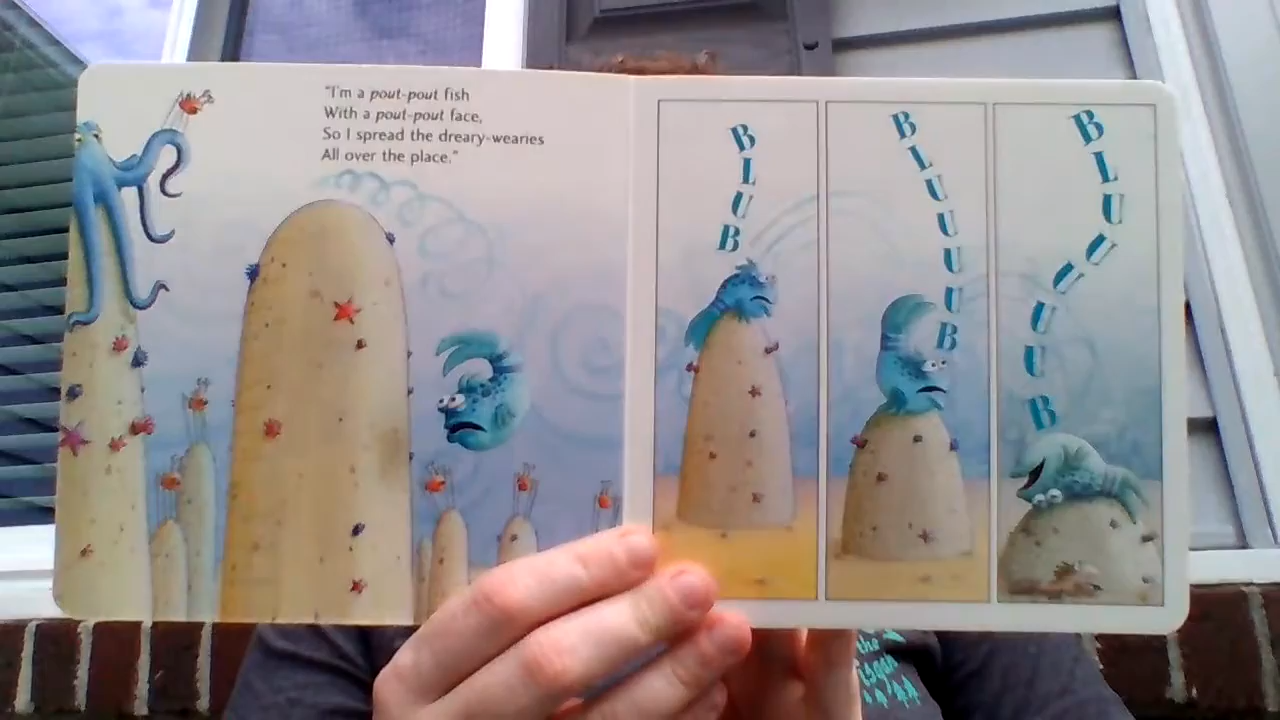 "I'm a pout-pout fish
With a pout-pout face,
So I spread the dreary-wearies
All over the place."
BLUB
BLUUUUB
BLUUUUB
the